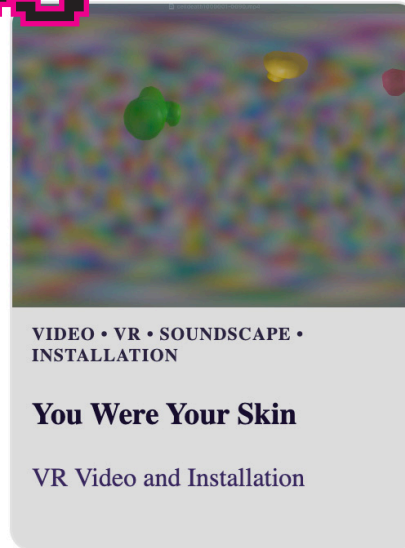 VIDEO • VR • SOUNDSCAPE •
INSTALLATION
You Were Your Skin
VR Video and Installation